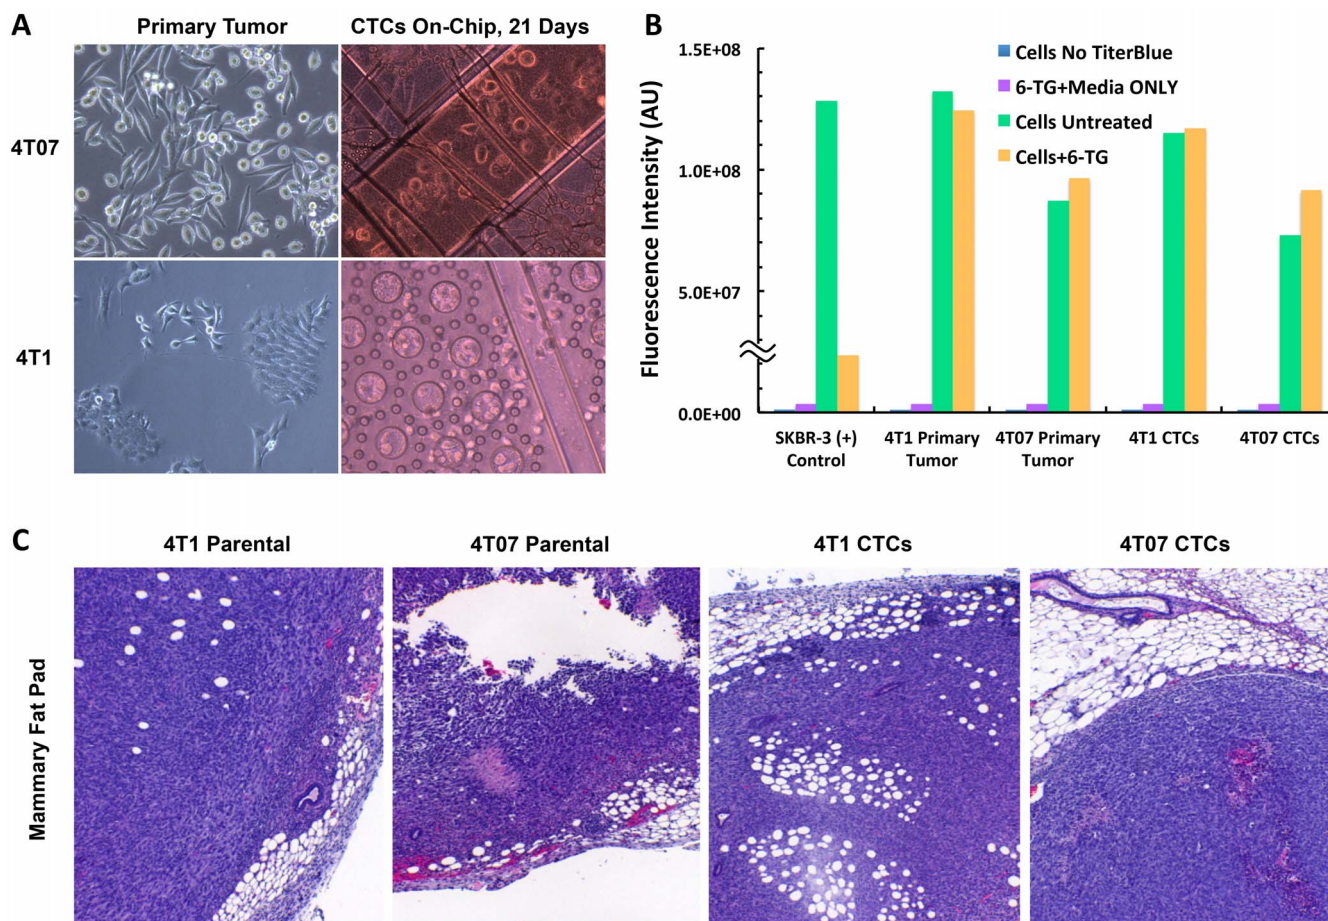 A
Primary Tumor
CTCs On-Chip, 21 Days
4T07
4T1
B
Fluorescence Intensity (AU)
1.5E+08
1.0E+08
5.0E+07
0.0E+00
Cells No TiterBlue
6-TG+Media ONLY
Cells Untreated
Cells+6-TG
SKBR-3 (+)
Control
4T1 Primary
Tumor
4T07 Primary
Tumor
4T1 CTCs
4T07 CTCs
C
4T1 Parental
4T07 Parental
4T1 CTCs
4T07 CTCs
Mammary Fat Pad